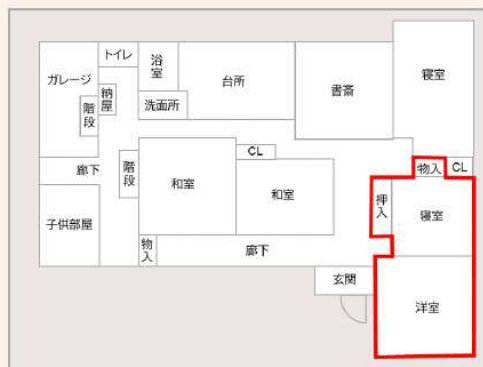 トイレ
ガレージ
浴室
台所
書斎
寝室
納屋
階段
洗面所
CL
物入
CL
廊下
階段
和室
和室
押入
寝室
子供部屋
物入
廊下
玄関
洋室